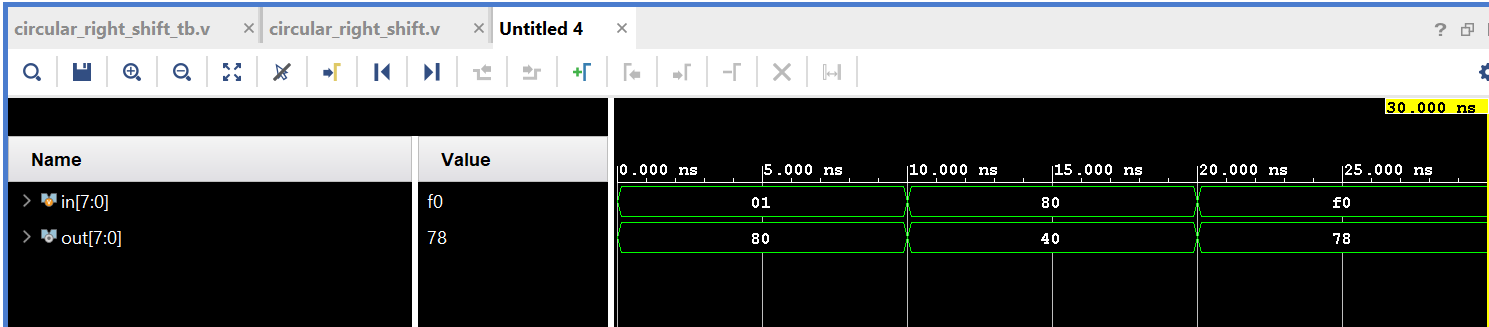 circular_right_shift_tb.v × circular_right_shift.v × Untitled 4 × ?
30.000 ns
Name Value
0.000 ns 5.000 ns 10.000 ns 15.000 ns 20.000 ns 25.000 ns
in[7:0] f0 01 80 f0
out[7:0] 78 80 40 78